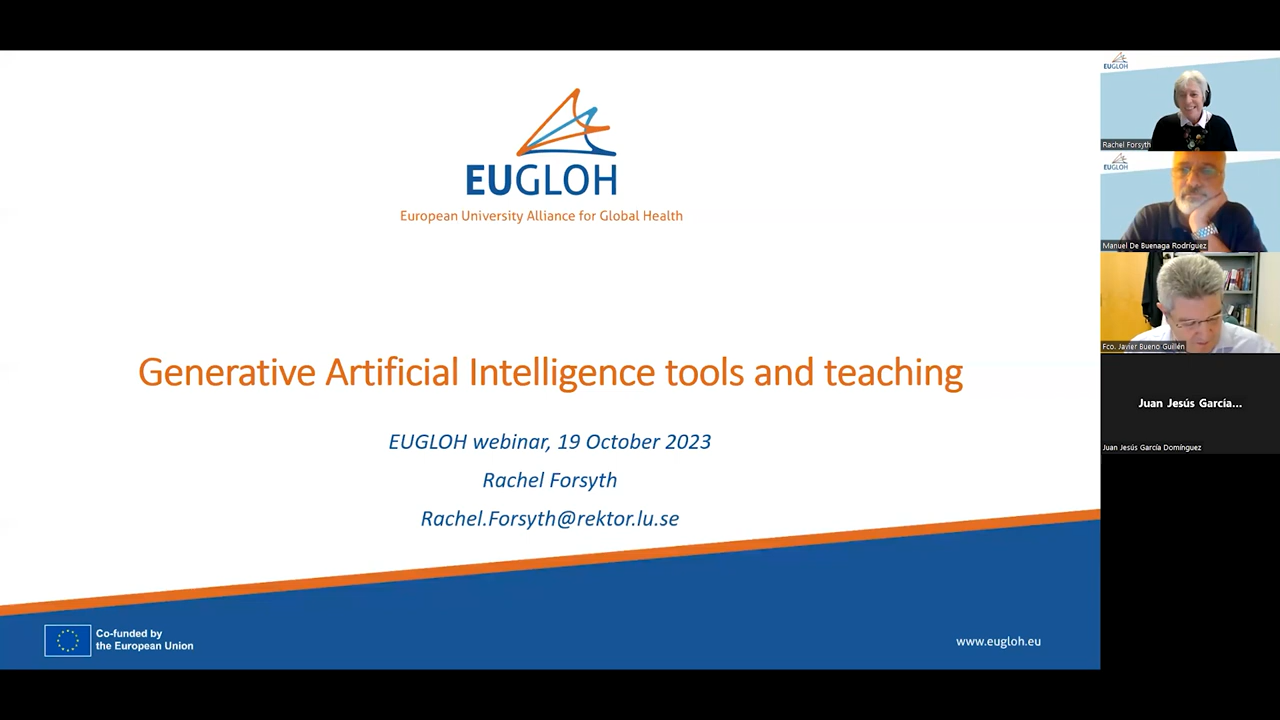 EUGLOH
European University Alliance for Global Health
Generative Artificial Intelligence tools and teaching
EUGLOH webinar, 19 October 2023
Rachel Forsyth
Rachel.Forsyth@rektor.lu.se
Co-funded by
the European Union
www.eugloh.eu
EUGLOH
Rachel Forsyth
EUGLOH
Manuel De Buenaga Rodríguez
Fco. Javier Bueno Guillén
Juan Jesús García...
Juan Jesús García Domínguez